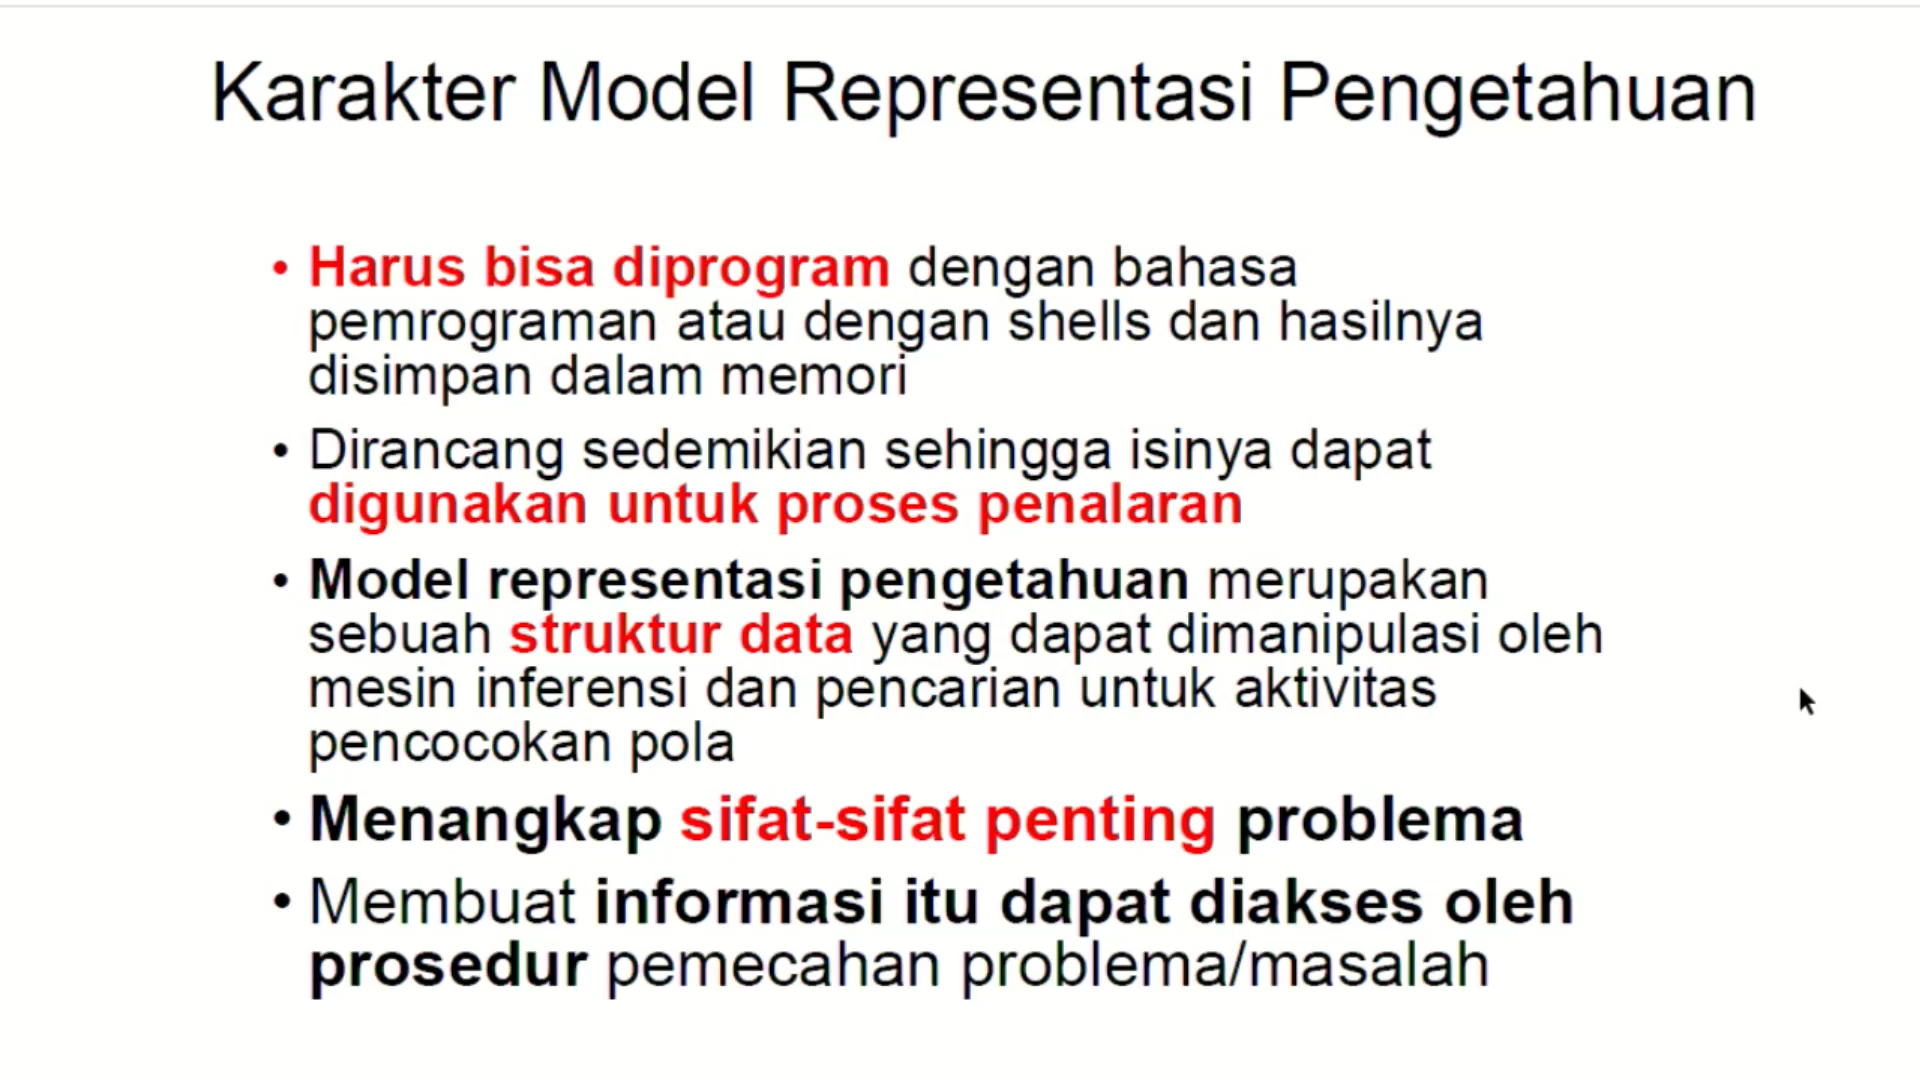 Karakter Model Representasi Pengetahuan
• Harus bisa diprogram dengan bahasa
pemrograman atau dengan shells dan hasilnya
disimpan dalam memori
• Dirancang sedemikian sehingga isinya dapat
digunakan untuk proses penalaran
• Model representasi pengetahuan merupakan
sebuah struktur data yang dapat dimanipulasi oleh
mesin inferensi dan pencarian untuk aktivitas
pencocokan pola
• Menangkap sifat-sifat penting problema
• Membuat informasi itu dapat diakses oleh
prosedur pemecahan problema/masalah